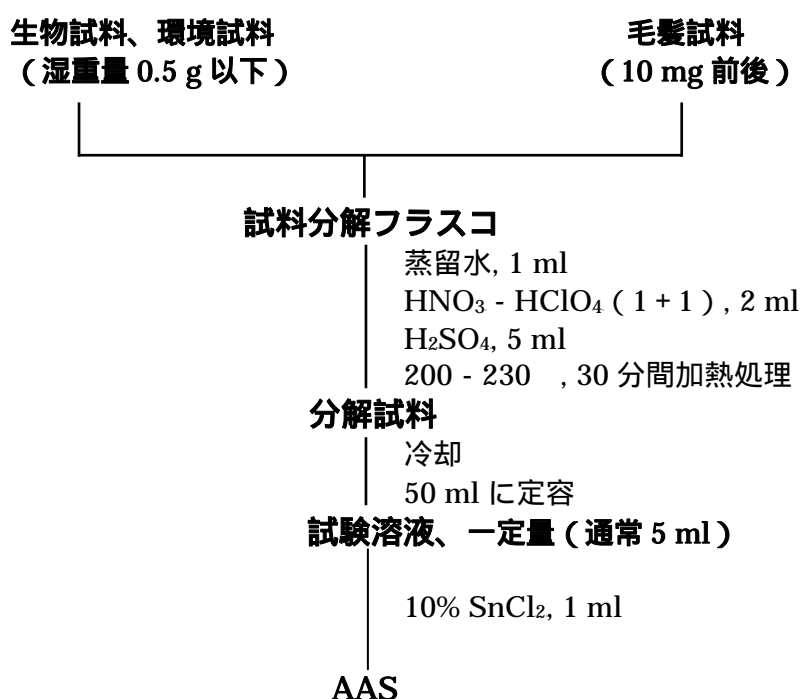 生物試料、環境試料
（湿重量 0.5 g 以下）
毛髪試料
（10 mg 前後）
試料分解フラスコ
蒸留水, 1 ml
HNO₃ - HClO₄（1 + 1）, 2 ml
H₂SO₄, 5 ml
200 - 230　, 30 分間加熱処理
分解試料
冷却
50 ml に定容
試験溶液、一定量（通常 5 ml）
10% SnCl₂, 1 ml
AAS